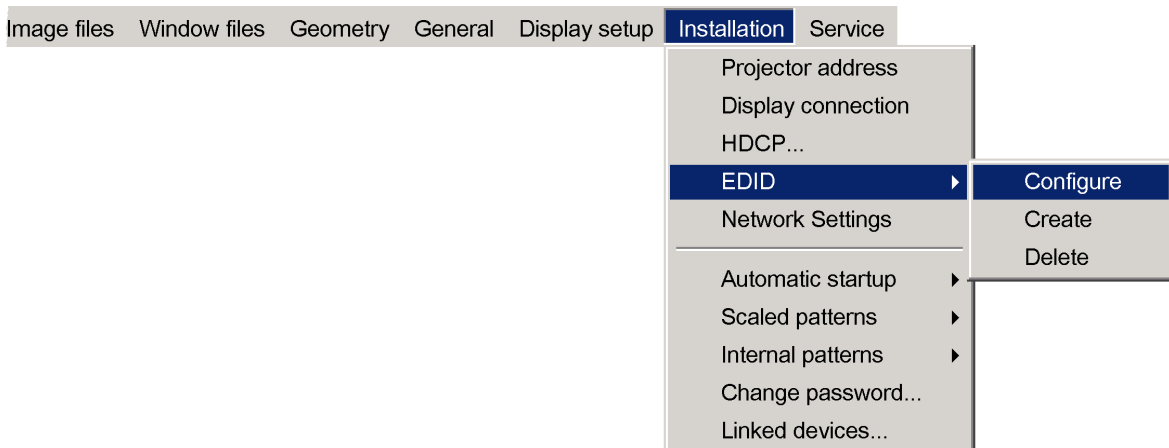 Image files Window files Geometry General Display setup Installation Service
Projector address
Display connection
HDCP...
EDID Configure
Network Settings Create
Delete
Automatic startup
Scaled patterns
Internal patterns
Change password...
Linked devices...